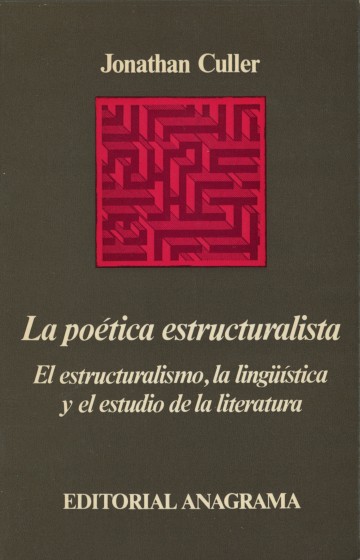 Jonathan Culler
La poética estructuralista
El estructuralismo, la lingüística
y el estudio de la literatura
EDITORIAL ANAGRAMA